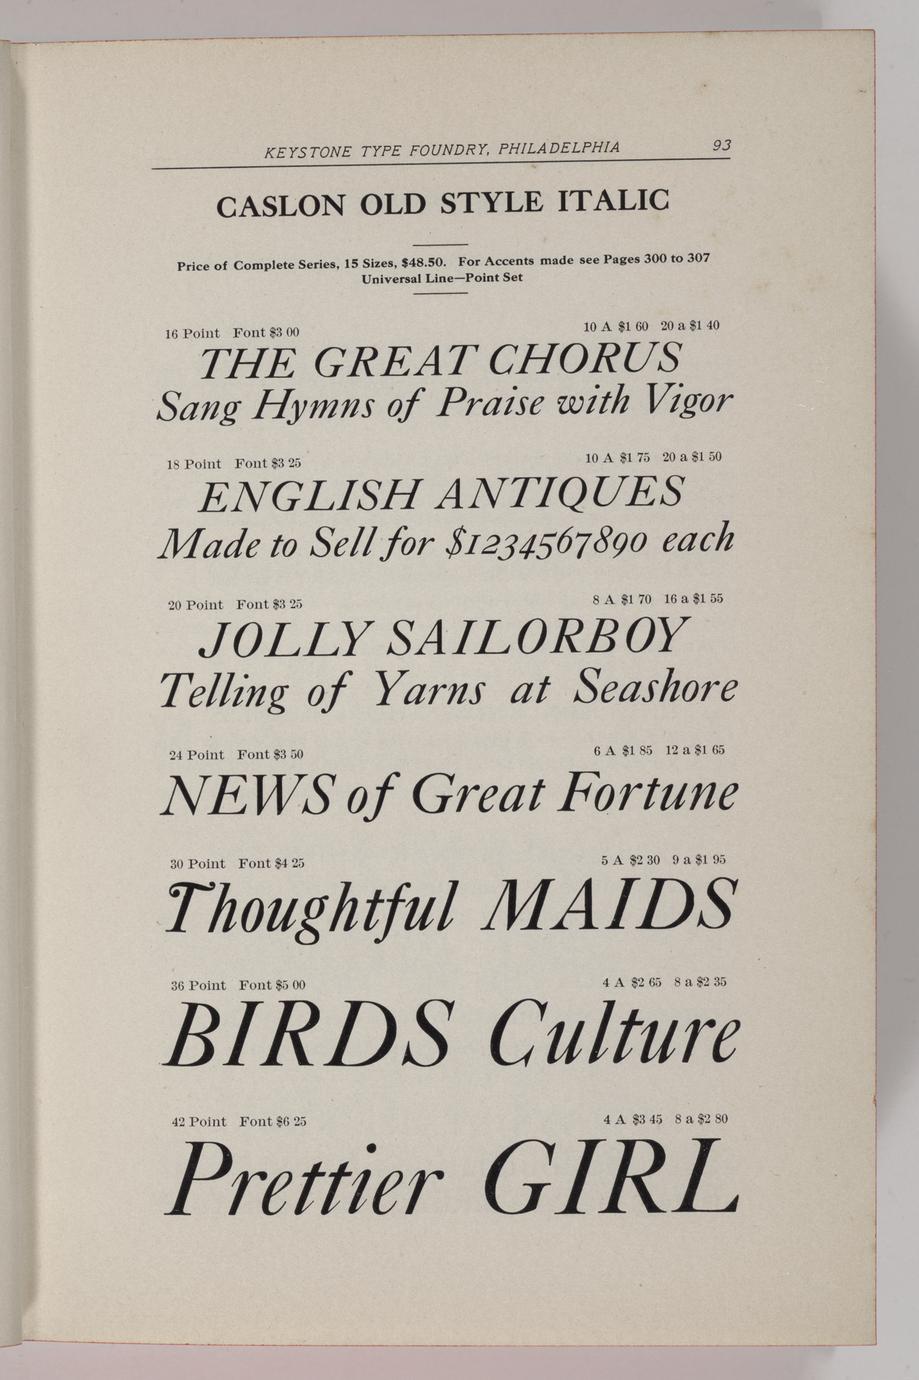 KEYSTONE TYPE FOUNDRY, PHILADELPHIA 93
CASLON OLD STYLE ITALIC
Price of Complete Series, 15 Sizes, $48.50. For Accents made see Pages 300 to 307
Universal Line—Point Set
16 Point Font $3 00 10 A $1 60 20 a $1 40
THE GREAT CHORUS
Sang Hymns of Praise with Vigor
18 Point Font $3 25 10 A $1 75 20 a $1 50
ENGLISH ANTIQUES
Made to Sell for $1234567890 each
20 Point Font $3 25 8 A $1 70 16 a $1 55
JOLLY SAILORBOY
Telling of Yarns at Seashore
24 Point Font $3 50 6 A $1 85 12 a $1 65
NEWS of Great Fortune
30 Point Font $4 25 5 A $2 30 9 a $1 95
Thoughtful MAIDS
36 Point Font $5 00 4 A $2 65 8 a $2 35
BIRDS Culture
42 Point Font $6 25 4 A $3 45 8 a $2 80
Prettier GIRL